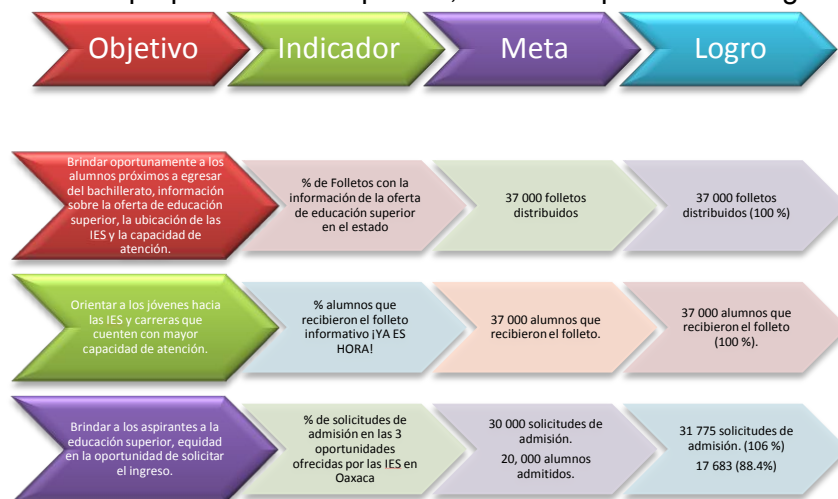 Objetivo
Indicador
Meta
Logro
Brindar oportunamente a los
alumnos próximos a egresar
del bachillerato, información
sobre la oferta de educación
superior, la ubicación de las
IES y la capacidad de
atención.
% de Folletos con la
información de la oferta
de educación superior
en el estado
37 000 folletos
distribuidos
37 000 folletos
distribuidos (100 %)
Orientar a los jóvenes hacia
las IES y carreras que
cuenten con mayor
capacidad de atención.
% alumnos que
recibieron el folleto
informativo ¡YA ES
HORA!
37 000 alumnos que
recibieron el folleto.
37 000 alumnos que
recibieron el folleto
(100 %).
Brindar a los aspirantes a la
educación superior, equidad
en la oportunidad de solicitar
el ingreso.
% de solicitudes de
admisión en las 3
oportunidades
ofrecidas por las IES en
Oaxaca
30 000 solicitudes de
admisión.
20, 000 alumnos
admitidos.
31 775 solicitudes de
admisión. (106 %)
17 683 (88.4%)